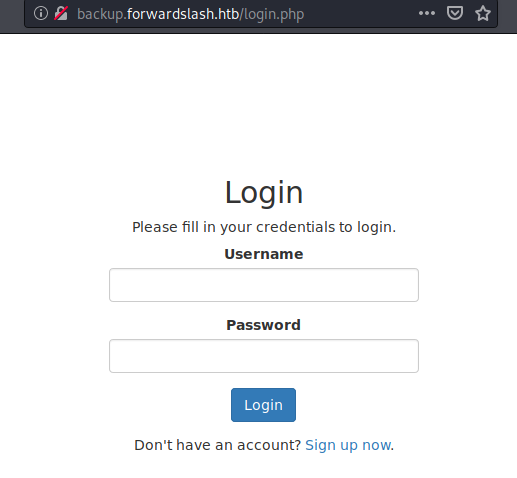 backup.forwardslash.htb/login.php
Login
Please fill in your credentials to login.
Username
Password
Login
Don't have an account? Sign up now.